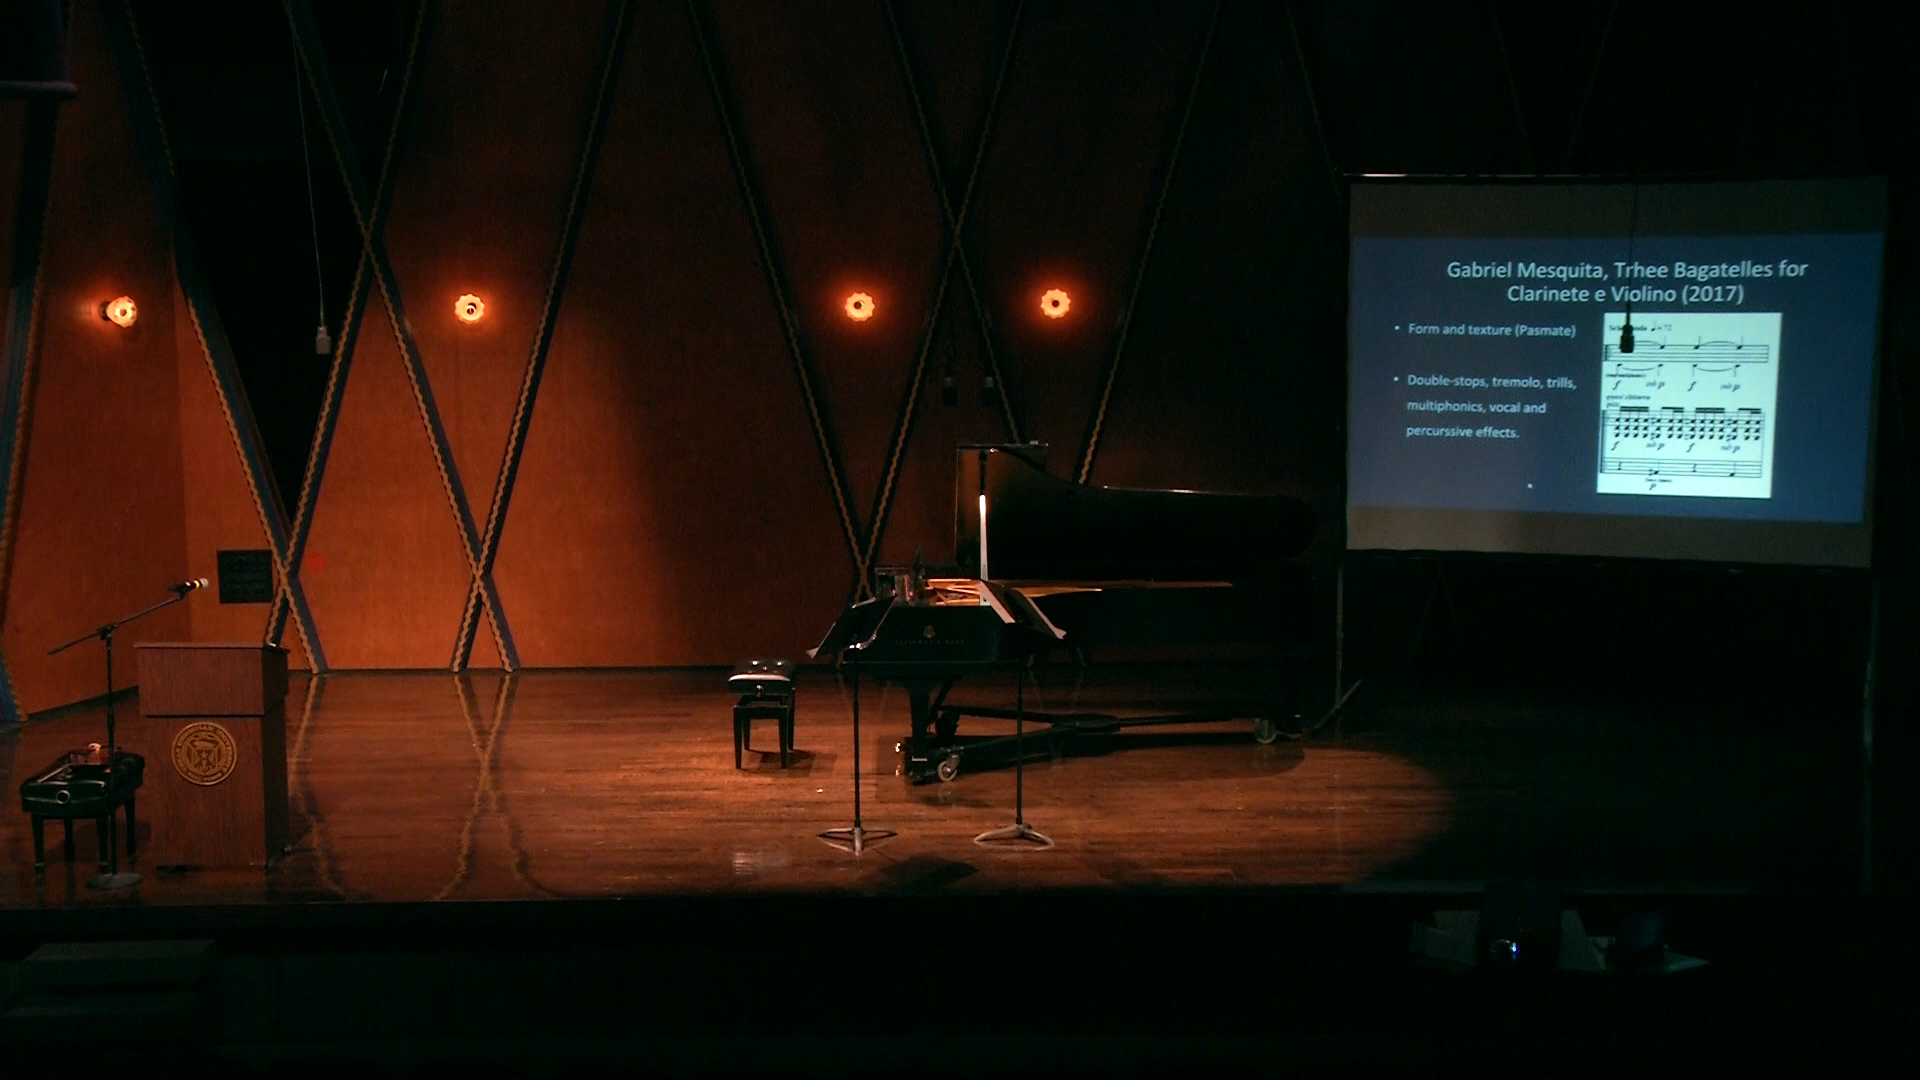 Gabriel Mesquita, Trhee Bagatelles for
Clarinete e Violino (2017)
• Form and texture (Pasmate)
• Double-stops, tremolo, trills,
multiphonics, vocal and
percurssive effects.